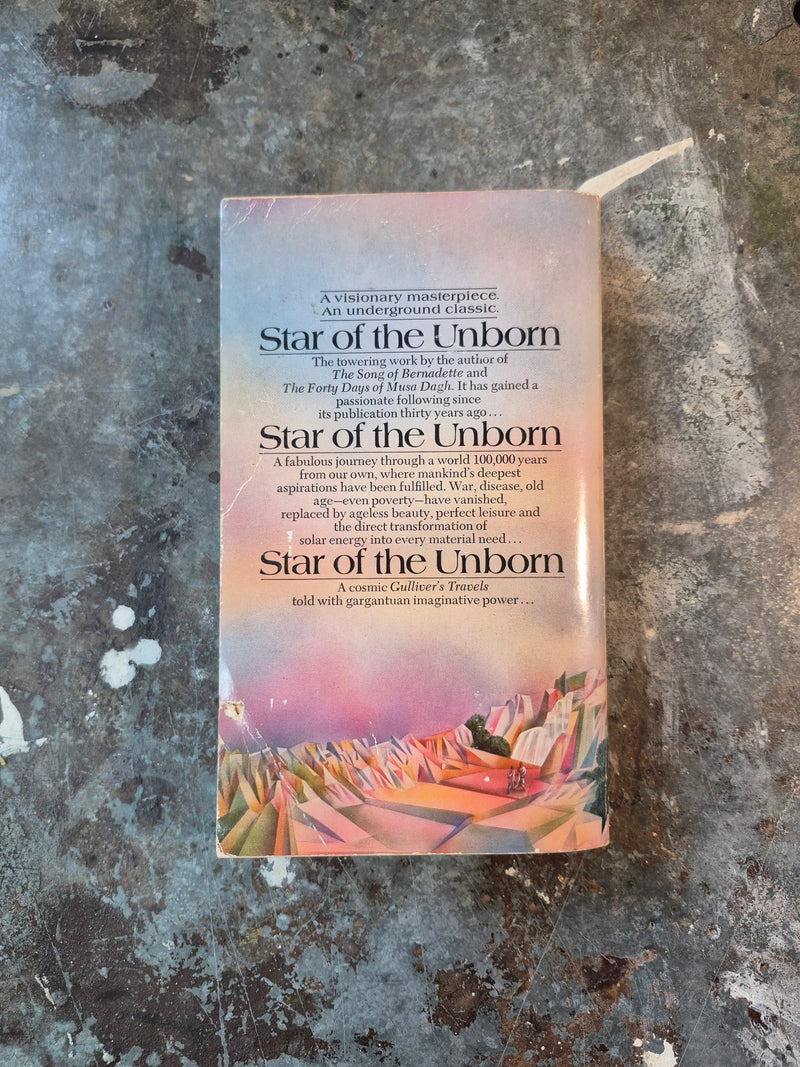 A visionary masterpiece.
An underground classic.
Star of the Unborn
The towering work by the author of
The Song of Bernadette and
The Forty Days of Musa Dagh. It has gained a
passionate following since
its publication thirty years ago...
Star of the Unborn
A fabulous journey through a world 100,000 years
from our own, where mankind's deepest
aspirations have been fulfilled. War, disease, old
age—even poverty—have vanished,
replaced by ageless beauty, perfect leisure and
the direct transformation of
solar energy into every material need...
Star of the Unborn
A cosmic Gulliver's Travels
told with gargantuan imaginative power...